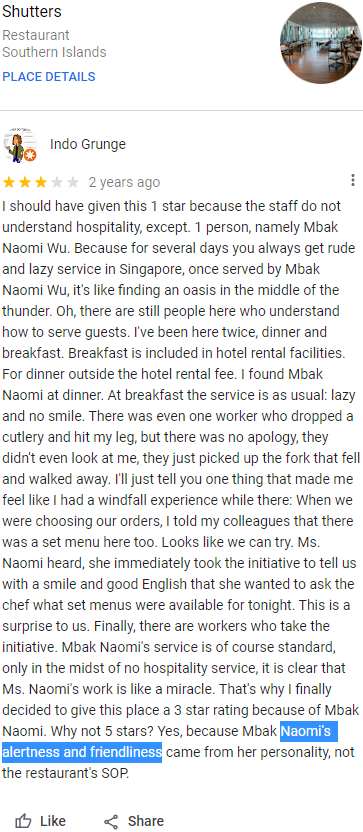 Shutters
Restaurant
Southern Islands
PLACE DETAILS
Indo Grunge
2 years ago
I should have given this 1 star because the staff do not
understand hospitality, except. 1 person, namely Mbak
Naomi Wu. Because for several days you always get rude
and lazy service in Singapore, once served by Mbak
Naomi Wu, it's like finding an oasis in the middle of the
thunder. Oh, there are still people here who understand
how to serve guests. I've been here twice, dinner and
breakfast. Breakfast is included in hotel rental facilities.
For dinner outside the hotel rental fee. I found Mbak
Naomi at dinner. At breakfast the service is as usual: lazy
and no smile. There was even one worker who dropped a
cutlery and hit my leg, but there was no apology, they
didn't even look at me, they just picked up the fork that fell
and walked away. I'll just tell you one thing that made me
feel like I had a windfall experience while there: When we
were choosing our orders, I told my colleagues that there
was a set menu here too. Looks like we can try. Ms.
Naomi heard, she immediately took the initiative to tell us
with a smile and good English that she wanted to ask the
chef what set menus were available for tonight. This is a
surprise to us. Finally, there are workers who take the
initiative. Mbak Naomi's service is of course standard,
only in the midst of no hospitality service, it is clear that
Ms. Naomi's work is like a miracle. That's why I finally
decided to give this place a 3 star rating because of Mbak
Naomi. Why not 5 stars? Yes, because Mbak Naomi's
alertness and friendliness came from her personality, not
the restaurant's SOP.
Like
Share